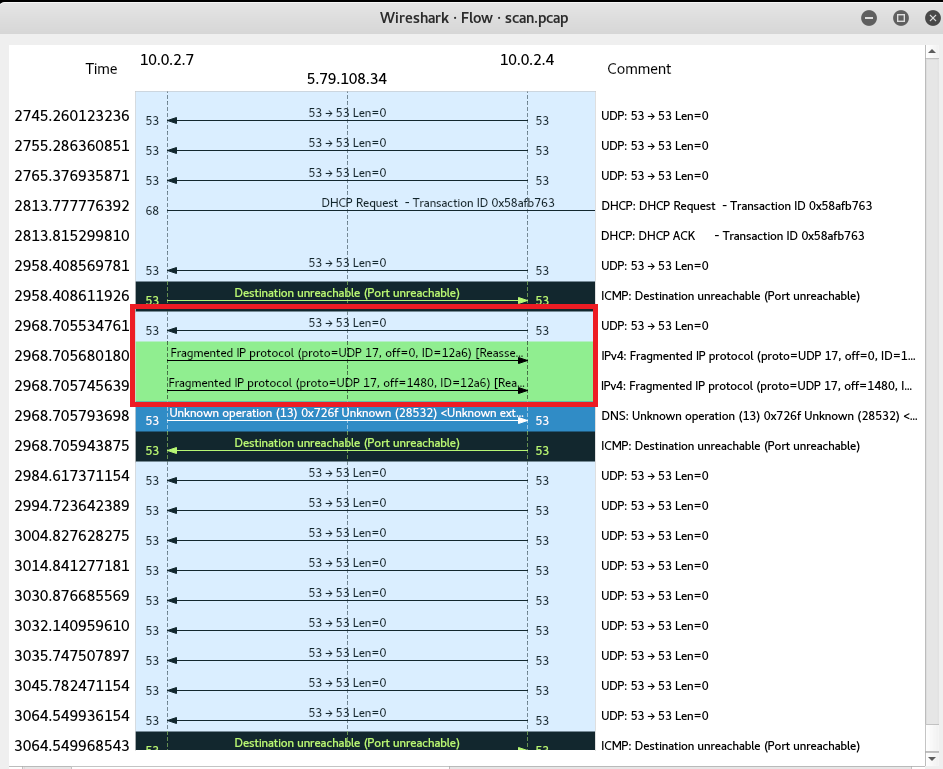 Wireshark · Flow · scan.pcap
Time 10.0.2.7 5.79.108.34 10.0.2.4 Comment
2745.260123236 53 53 → 53 Len=0 53 UDP: 53 → 53 Len=0
2755.286360851 53 53 → 53 Len=0 53 UDP: 53 → 53 Len=0
2765.376935871 53 53 → 53 Len=0 53 UDP: 53 → 53 Len=0
2813.777776392 68 DHCP Request - Transaction ID 0x58afb763 DHCP: DHCP Request - Transaction ID 0x58afb763
2813.815299810 DHCP: DHCP ACK - Transaction ID 0x58afb763
2958.408569781 53 53 → 53 Len=0 53 UDP: 53 → 53 Len=0
2958.408611926 53 Destination unreachable (Port unreachable) 53 ICMP: Destination unreachable (Port unreachable)
2968.705534761 53 53 → 53 Len=0 53 UDP: 53 → 53 Len=0
2968.705680180 Fragmented IP protocol (proto=UDP 17, off=0, ID=12a6) [Reasse... IPv4: Fragmented IP protocol (proto=UDP 17, off=0, ID=1...
2968.705745639 Fragmented IP protocol (proto=UDP 17, off=1480, ID=12a6) [Rea... IPv4: Fragmented IP protocol (proto=UDP 17, off=1480, I...
2968.705793698 53 Unknown operation (13) 0x726f Unknown (28532) <Unknown ext... 53 DNS: Unknown operation (13) 0x726f Unknown (28532) <...
2968.705943875 53 Destination unreachable (Port unreachable) 53 ICMP: Destination unreachable (Port unreachable)
2984.617371154 53 53 → 53 Len=0 53 UDP: 53 → 53 Len=0
2994.723642389 53 53 → 53 Len=0 53 UDP: 53 → 53 Len=0
3004.827628275 53 53 → 53 Len=0 53 UDP: 53 → 53 Len=0
3014.841277181 53 53 → 53 Len=0 53 UDP: 53 → 53 Len=0
3030.876685569 53 53 → 53 Len=0 53 UDP: 53 → 53 Len=0
3032.140959610 53 53 → 53 Len=0 53 UDP: 53 → 53 Len=0
3035.747507897 53 53 → 53 Len=0 53 UDP: 53 → 53 Len=0
3045.782471154 53 53 → 53 Len=0 53 UDP: 53 → 53 Len=0
3064.549936154 53 53 → 53 Len=0 53 UDP: 53 → 53 Len=0
3064.549968543 53 Destination unreachable (Port unreachable) 53 ICMP: Destination unreachable (Port unreachable)